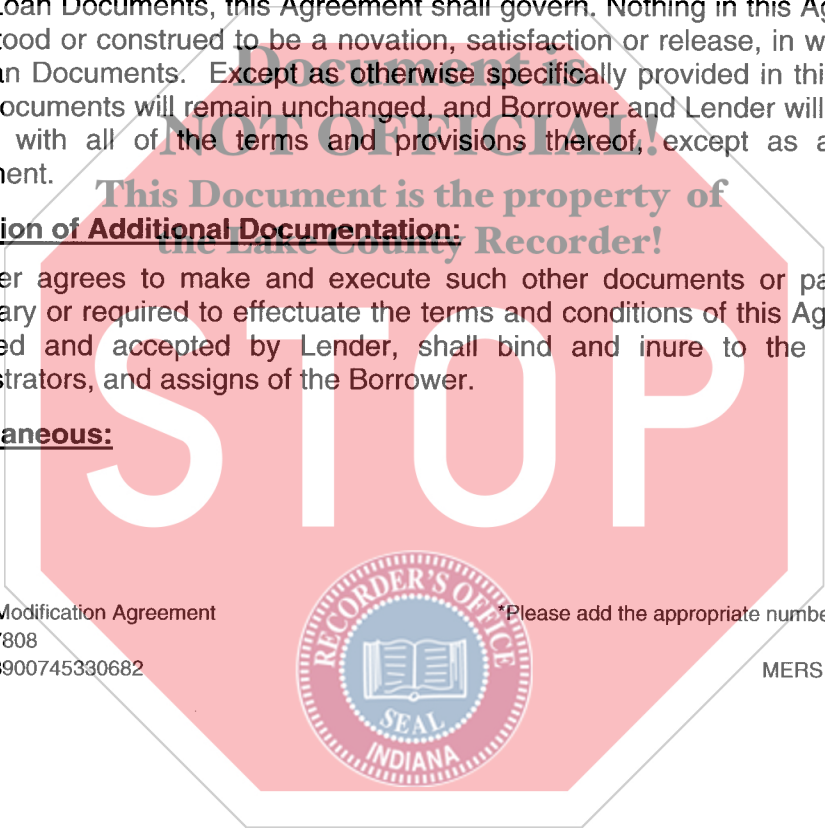 Loan Documents, this Agreement shall govern. Nothing in this Ag
tood or construed to be a novation, satisfaction or release, in w
an Documents. Except as otherwise specifically provided in thi
ocuments will remain unchanged, and Borrower and Lender will
with all of the terms and provisions thereof, except as a
nent.
Document is
NOT OFFICIAL!
This Document is the property of
the Lake County Recorder!
ion of Additional Documentation:
er agrees to make and execute such other documents or pa
ary or required to effectuate the terms and conditions of this Ag
ed and accepted by Lender, shall bind and inure to the
strators, and assigns of the Borrower.
aneous:
STOP
Modification Agreement
*Please add the appropriate numbe
7808
900745330682
MERS
RECORDER'S OFFICE
SEAL
INDIANA